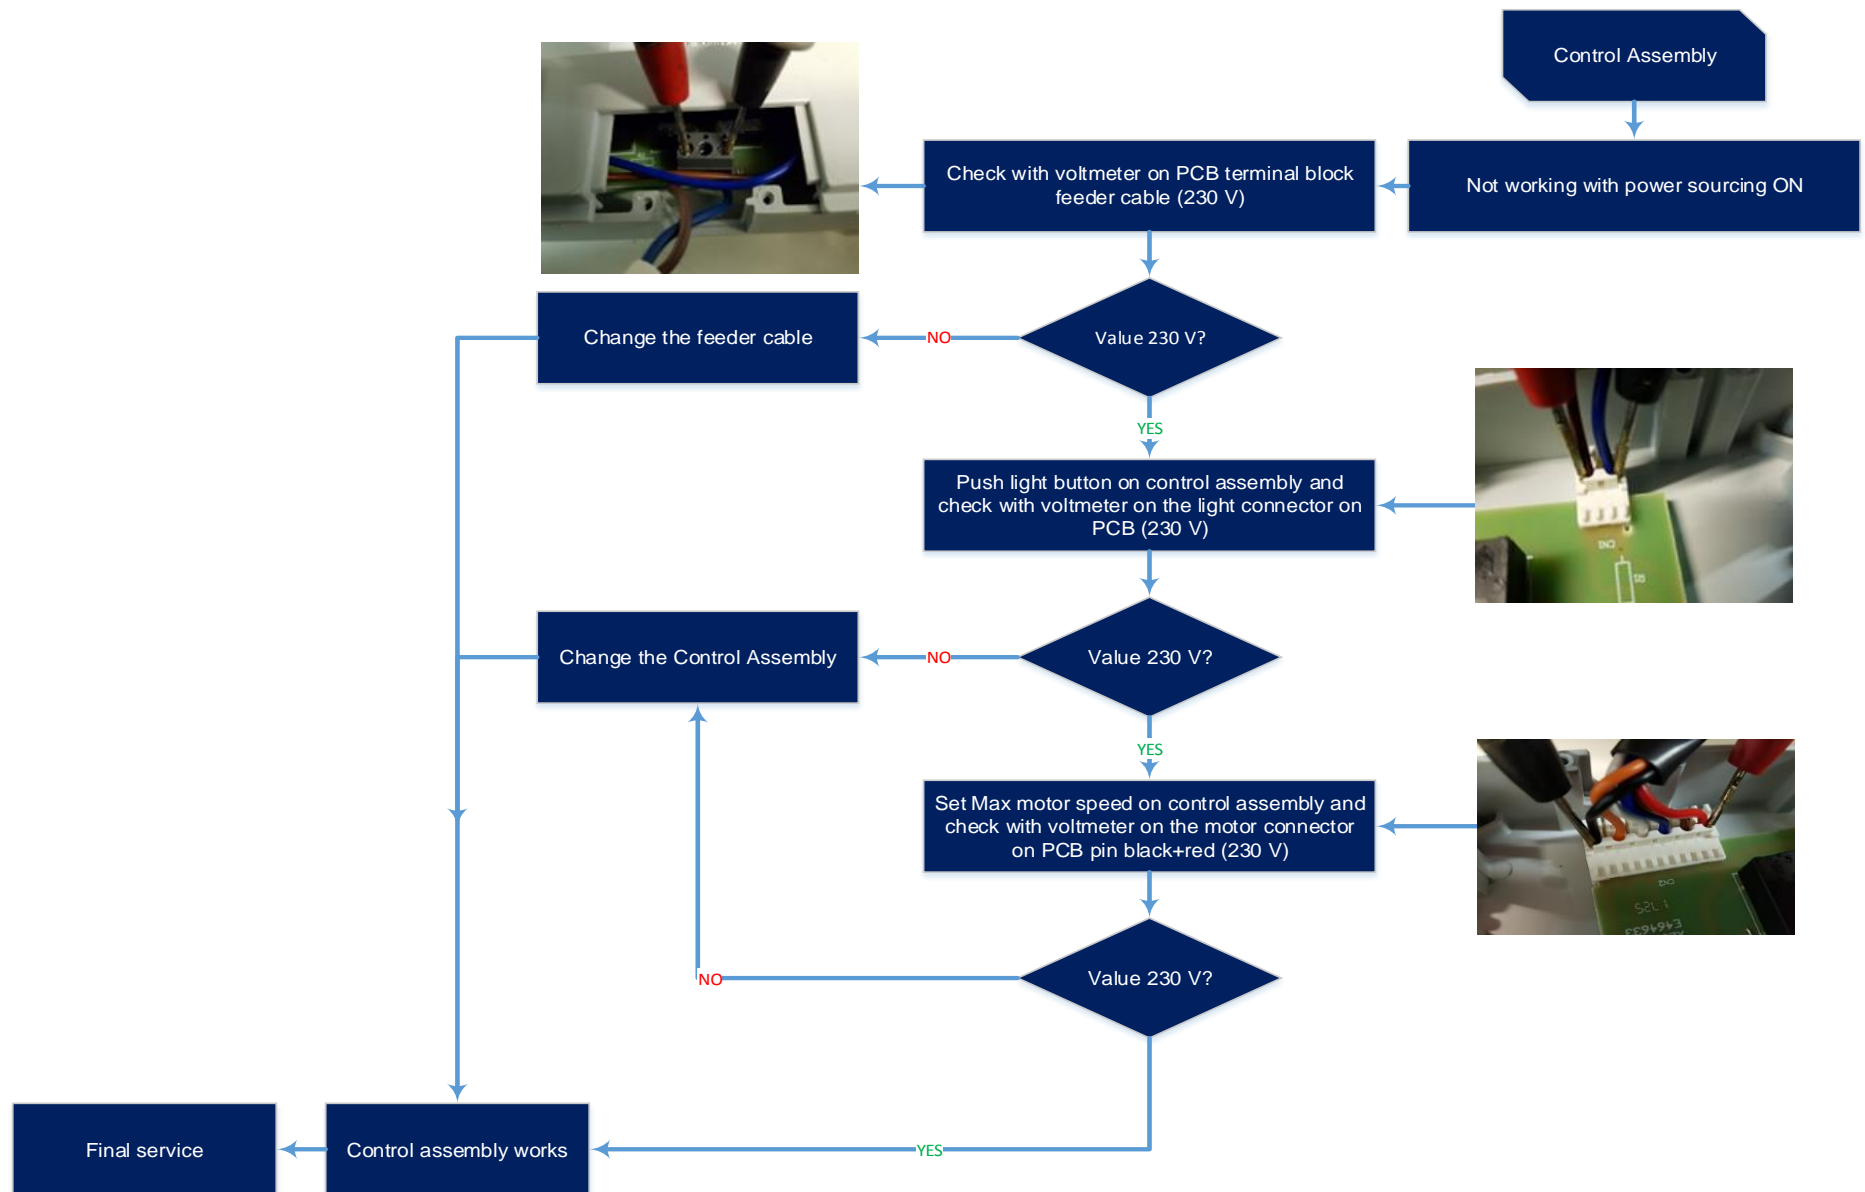 Control Assembly
Not working with power sourcing ON
Check with voltmeter on PCB terminal block
feeder cable (230 V)
Value 230 V?
NO
Change the feeder cable
YES
Push light button on control assembly and
check with voltmeter on the light connector on
PCB (230 V)
CN1
Value 230 V?
NO
Change the Control Assembly
YES
Set Max motor speed on control assembly and
check with voltmeter on the motor connector
on PCB pin black+red (230 V)
CN2
E464633
Value 230 V?
NO
YES
Control assembly works
Final service